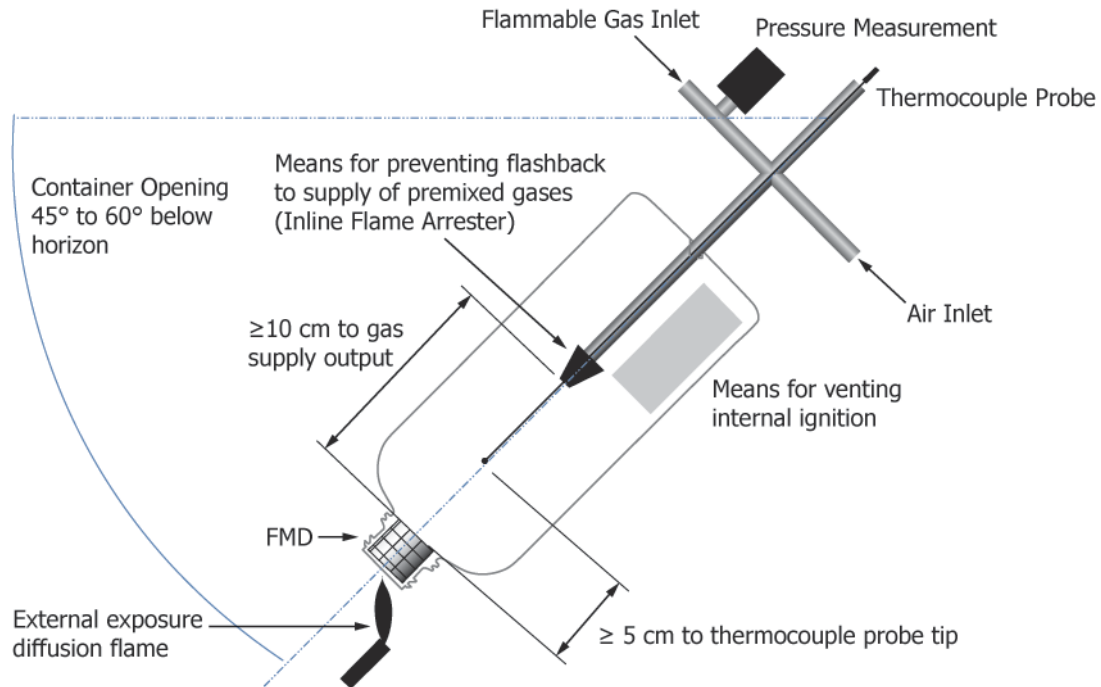 Flammable Gas Inlet
Pressure Measurement
Thermocouple Probe
Means for preventing flashback
to supply of premixed gases
(Inline Flame Arrester)
Container Opening
45° to 60° below
horizon
Air Inlet
≥10 cm to gas
supply output
Means for venting
internal ignition
FMD
External exposure
diffusion flame
≥ 5 cm to thermocouple probe tip